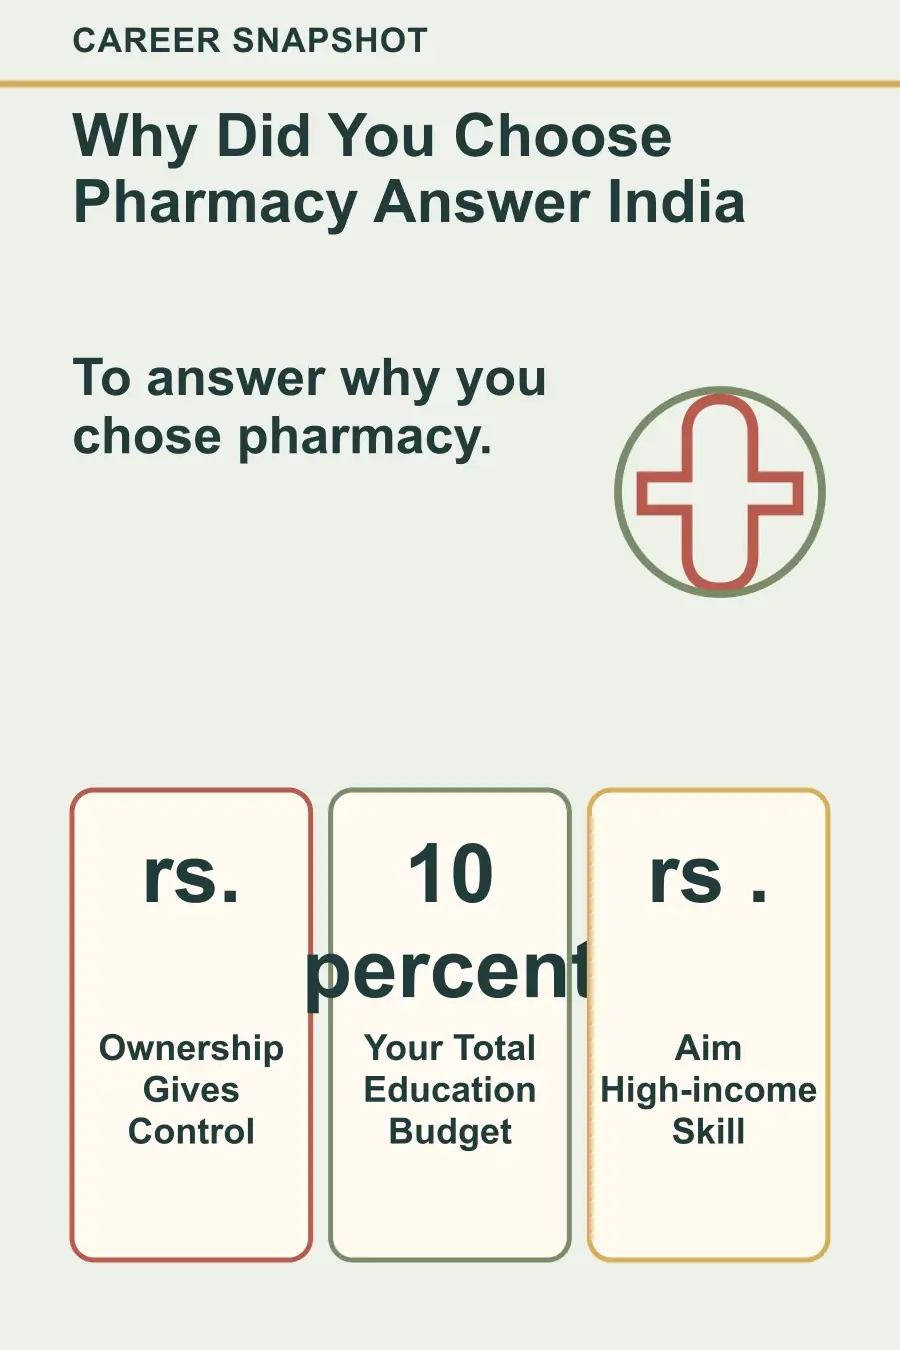 CAREER SNAPSHOT
Why Did You Choose
Pharmacy Answer India
To answer why you
chose pharmacy.
rs.
Ownership
Gives
Control
10
percent
Your Total
Education
Budget
rs .
Aim
High-income
Skill